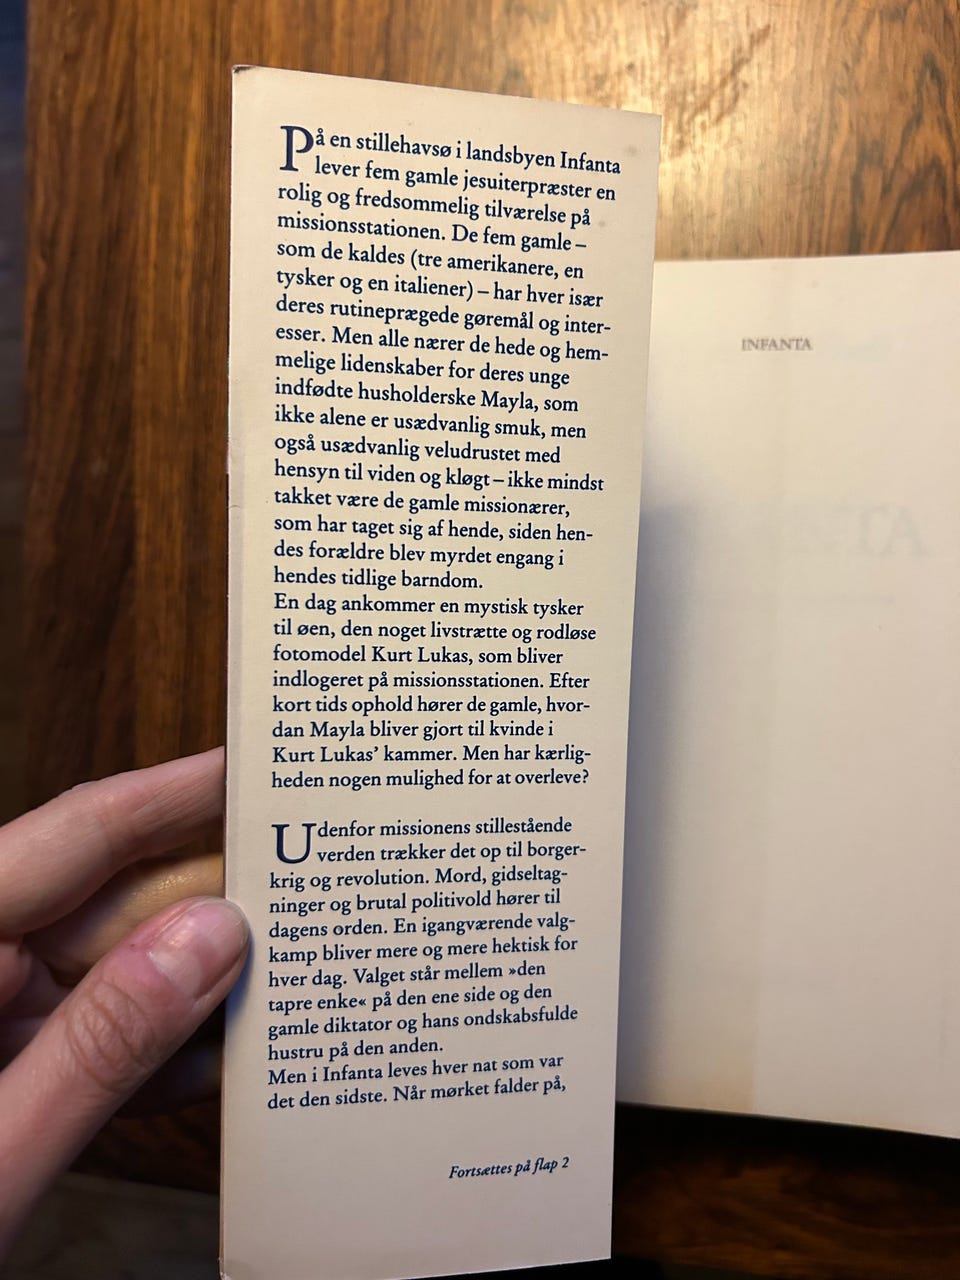 På en stillehavsø i landsbyen Infanta
lever fem gamle jesuiterpræster en
rolig og fredsommelig tilværelse på
missionsstationen. De fem gamle –
som de kaldes (tre amerikanere, en
tysker og en italiener) – har hver især
deres rutineprægede gøremål og inter-
esser. Men alle nærer de hede og hem-
melige lidenskaber for deres unge
indfødte husholderske Mayla, som
ikke alene er usædvanlig smuk, men
også usædvanlig veludrustet med
hensyn til viden og kløgt – ikke mindst
takket være de gamle missionærer,
som har taget sig af hende, siden hen-
des forældre blev myrdet engang i
hendes tidlige barndom.
En dag ankommer en mystisk tysker
til øen, den noget livstrætte og rodløse
fotomodel Kurt Lukas, som bliver
indlogeret på missionsstationen. Efter
kort tids ophold hører de gamle, hvor-
dan Mayla bliver gjort til kvinde i
Kurt Lukas’ kammer. Men har kærlig-
heden nogen mulighed for at overleve?
Udenfor missionens stillestående
verden trækker det op til borger-
krig og revolution. Mord, gidseltag-
ninger og brutal politivold hører til
dagens orden. En igangværende valg-
kamp bliver mere og mere hektisk for
hver dag. Valget står mellem »den
tapre enke« på den ene side og den
gamle diktator og hans ondskabsfulde
hustru på den anden.
Men i Infanta leves hver nat som var
det den sidste. Når mørket falder på,
Fortsættes på flap 2
INFANTA